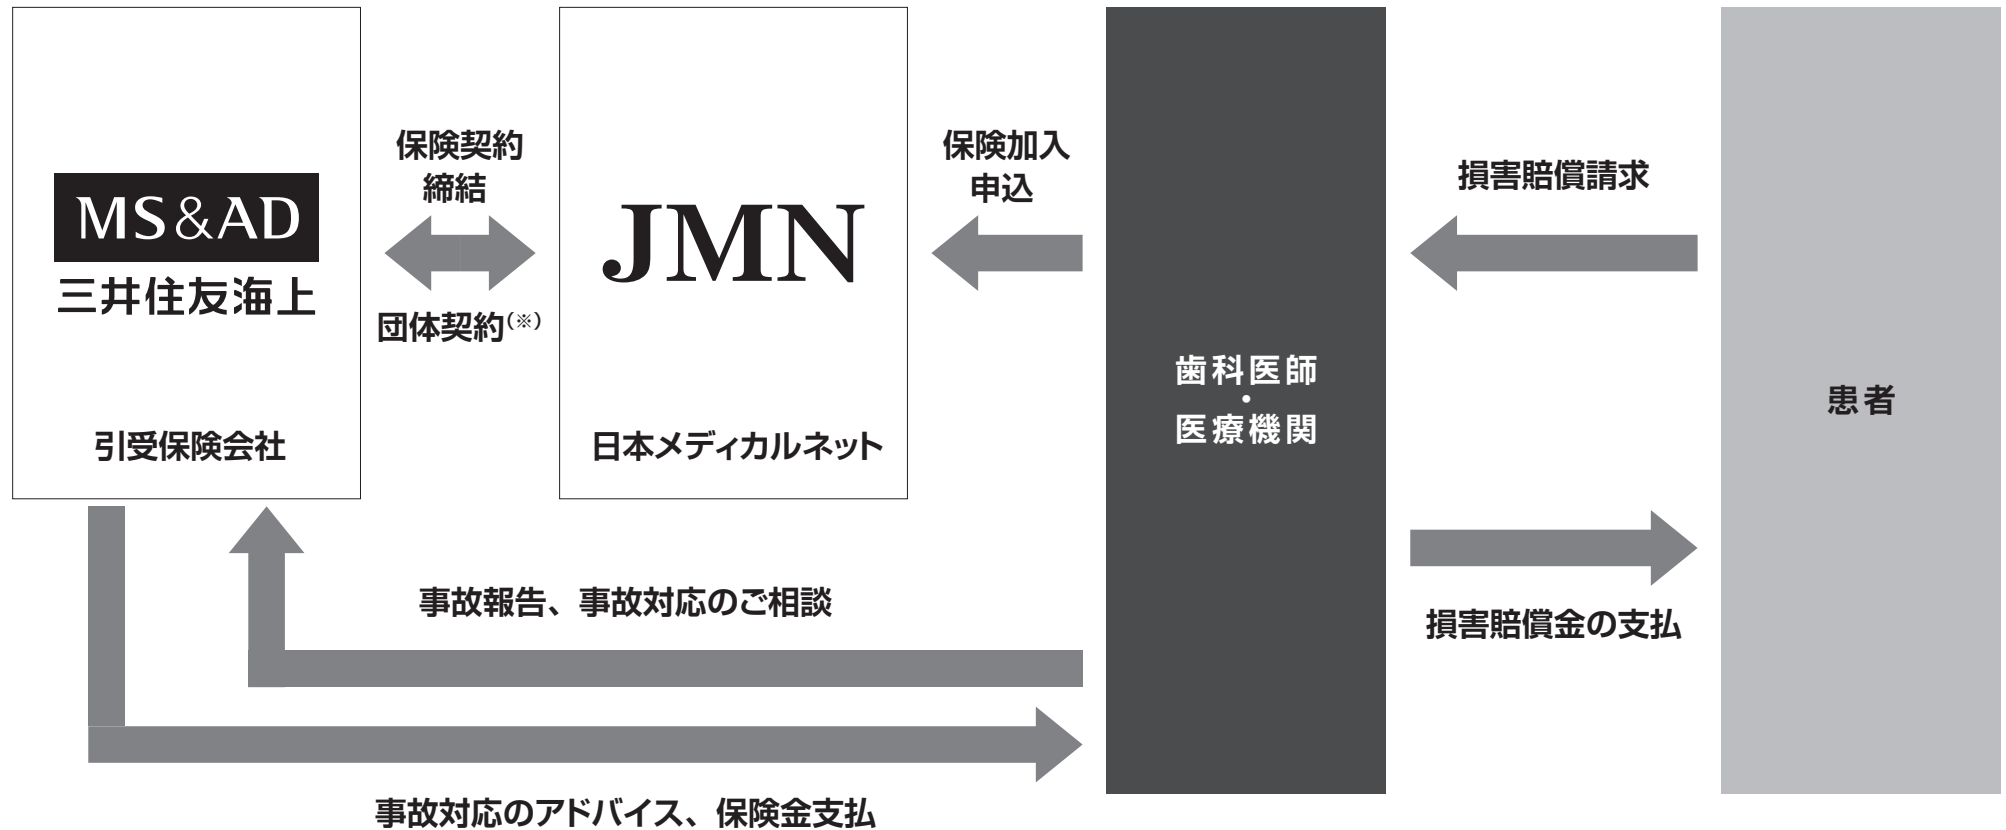 MS&AD
三井住友海上
引受保険会社
保険契約
締結
団体契約(※)
JMN
日本メディカルネット
保険加入
申込
歯科医師
・
医療機関
損害賠償請求
損害賠償金の支払
患者
事故報告、事故対応のご相談
事故対応のアドバイス、保険金支払